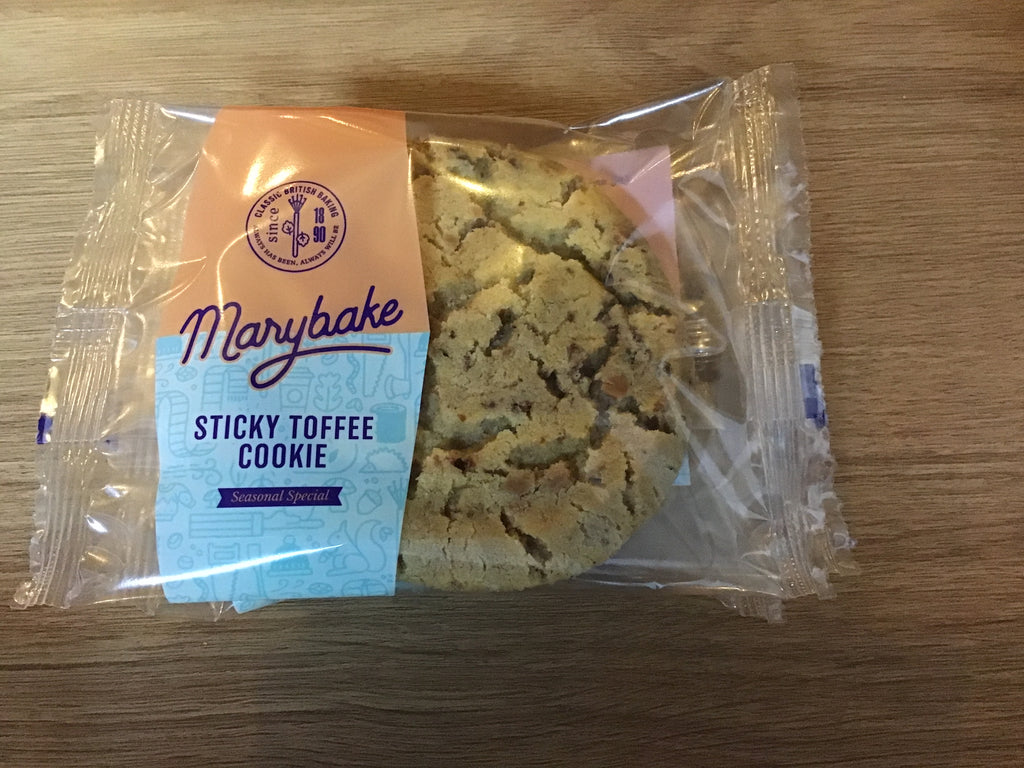 CLASSIC BRITISH BAKING
since
18
90
ALWAYS HAS BEEN, ALWAYS WILL BE
Marybake
STICKY TOFFEE
COOKIE
Seasonal Special